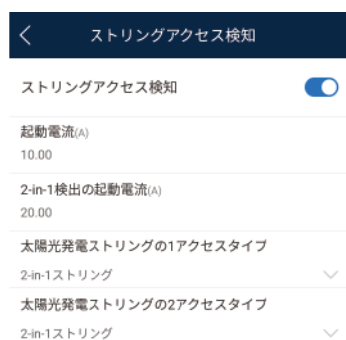 ストリングアクセス検知
ストリングアクセス検知
起動電流(A)
10.00
2-in-1検出の起動電流(A)
20.00
太陽光発電ストリングの1アクセスタイプ
2-in-1ストリング
太陽光発電ストリングの2アクセスタイプ
2-in-1ストリング